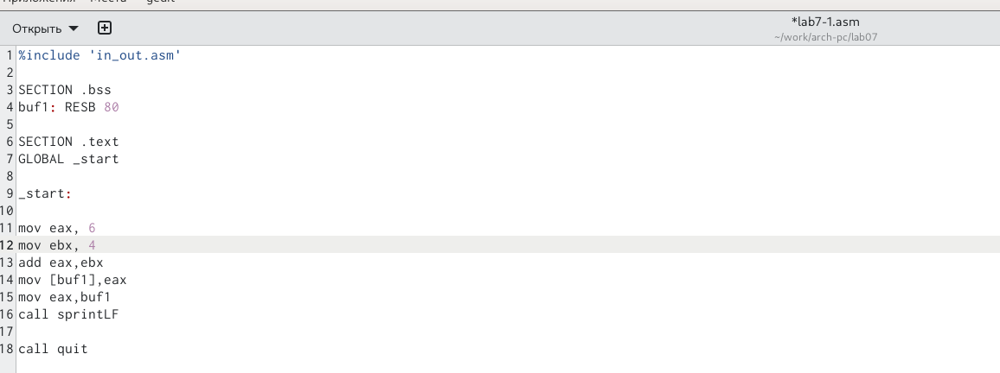 Приложения Места gedit
Открыть
*lab7-1.asm
~/work/arch-pc/lab07
1 %include 'in_out.asm'
2
3 SECTION .bss
4 buf1: RESB 80
5
6 SECTION .text
7 GLOBAL _start
8
9 _start:
10
11 mov eax, 6
12 mov ebx, 4
13 add eax,ebx
14 mov [buf1],eax
15 mov eax,buf1
16 call sprintLF
17
18 call quit